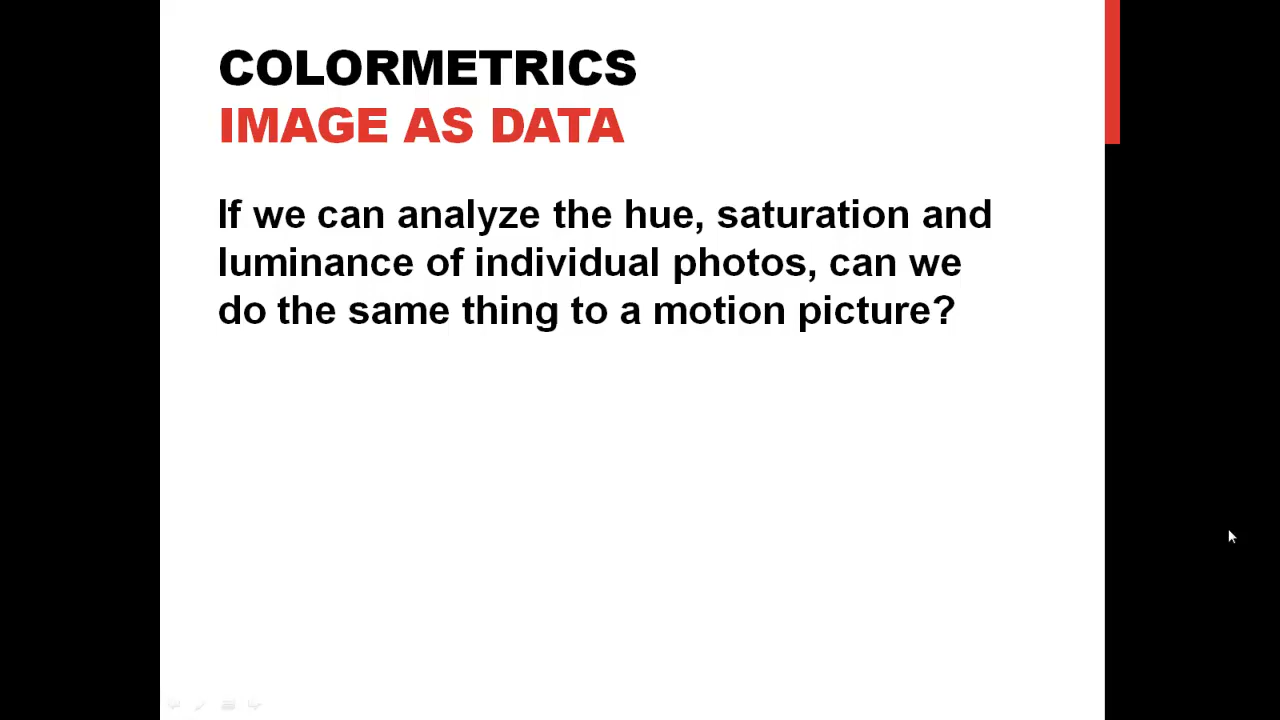 COLORMETRICS
IMAGE AS DATA
If we can analyze the hue, saturation and
luminance of individual photos, can we
do the same thing to a motion picture?